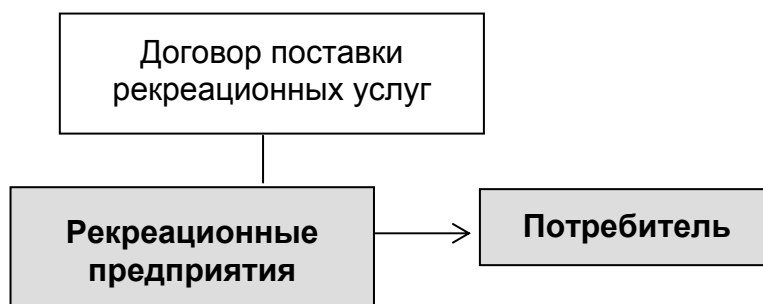 Договор поставки
рекреационных услуг
Рекреационные
предприятия
Потребитель